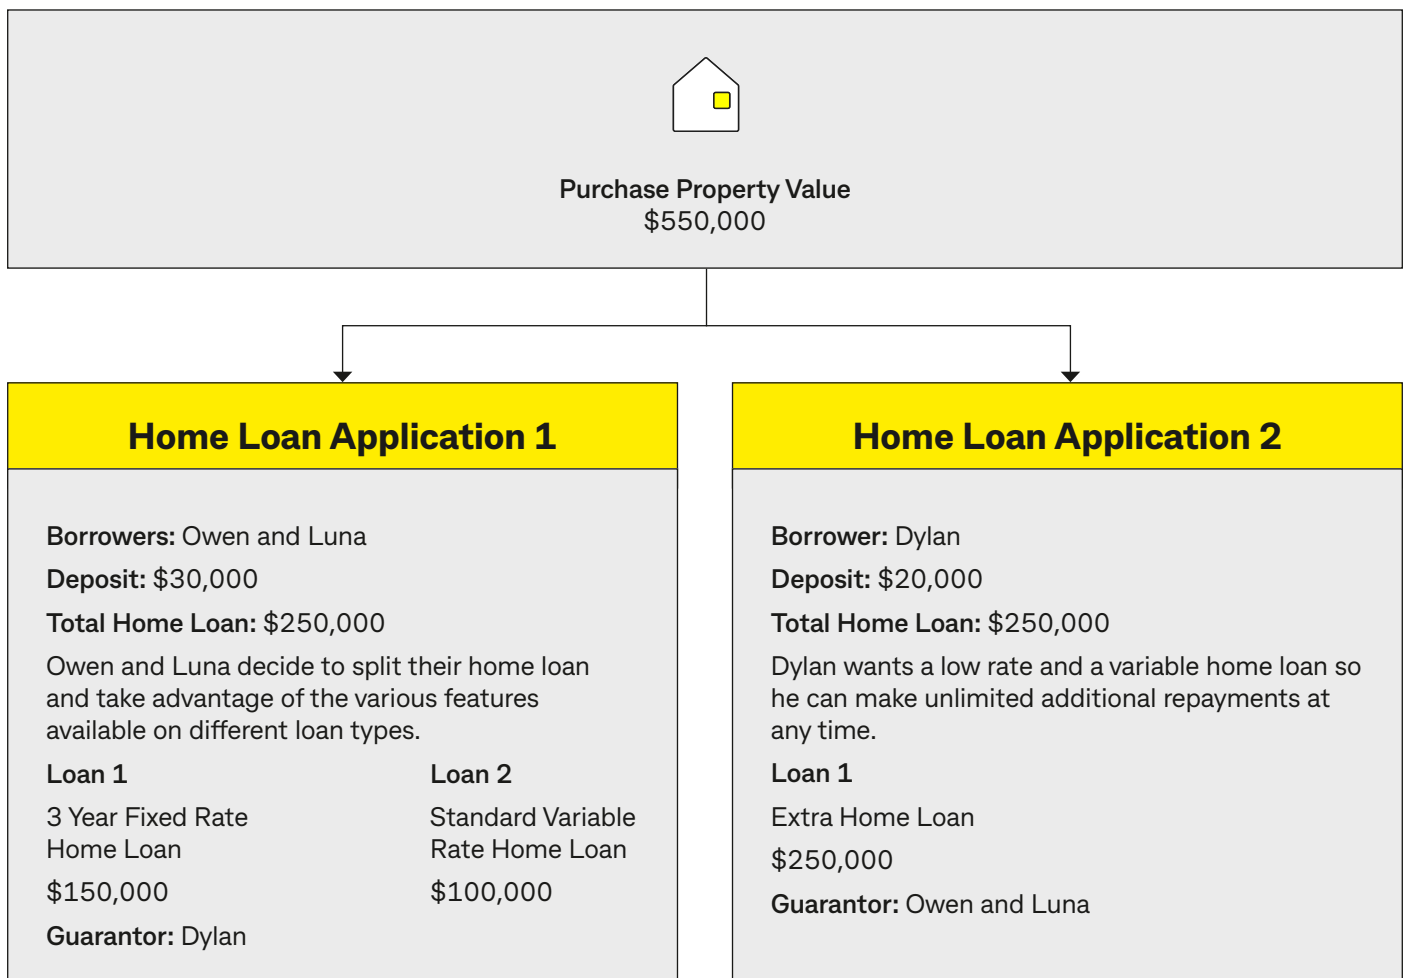 Purchase Property Value
$550,000
Home Loan Application 1
Borrowers: Owen and Luna
Deposit: $30,000
Total Home Loan: $250,000
Owen and Luna decide to split their home loan
and take advantage of the various features
available on different loan types.
Loan 1
3 Year Fixed Rate
Home Loan
$150,000
Loan 2
Standard Variable
Rate Home Loan
$100,000
Guarantor: Dylan
Home Loan Application 2
Borrower: Dylan
Deposit: $20,000
Total Home Loan: $250,000
Dylan wants a low rate and a variable home loan so
he can make unlimited additional repayments at
any time.
Loan 1
Extra Home Loan
$250,000
Guarantor: Owen and Luna